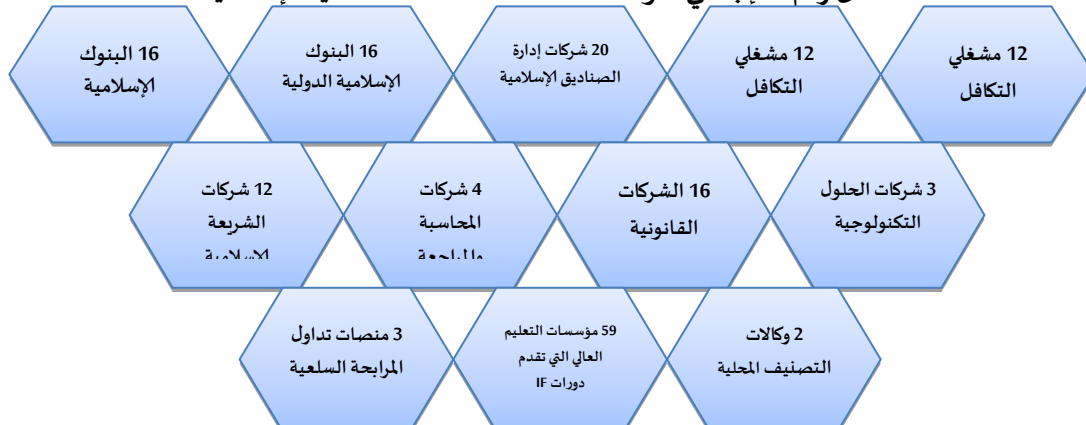 12 مشغلي
التكافل
12 مشغلي
التكافل
20 شركات إدارة
الصناديق الإسلامية
16 البنوك
الإسلامية الدولية
16 البنوك
الإسلامية
3 شركات الحلول
التكنولوجية
16 الشركات
القانونية
4 شركات
المحاسبة
والمراجعة
12 شركات
الشريعة
الإسلامية
2 وكالات
التصنيف المحلية
59 مؤسسات التعليم
العالي التي تقدم
دورات IF
3 منصات تداول
المرابحة السلعية